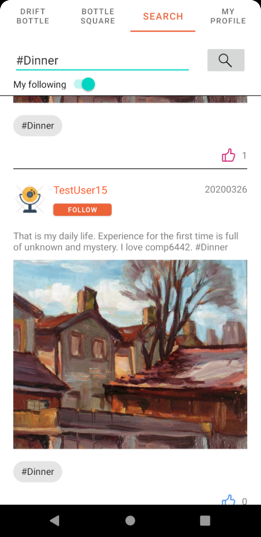 DRIFT BOTTLE
BOTTLE SQUARE
SEARCH
MY PROFILE
#Dinner
My following
#Dinner
1
TestUser15
20200326
FOLLOW
That is my daily life. Experience for the first time is full
of unknown and mystery. I love comp6442. #Dinner
#Dinner
0